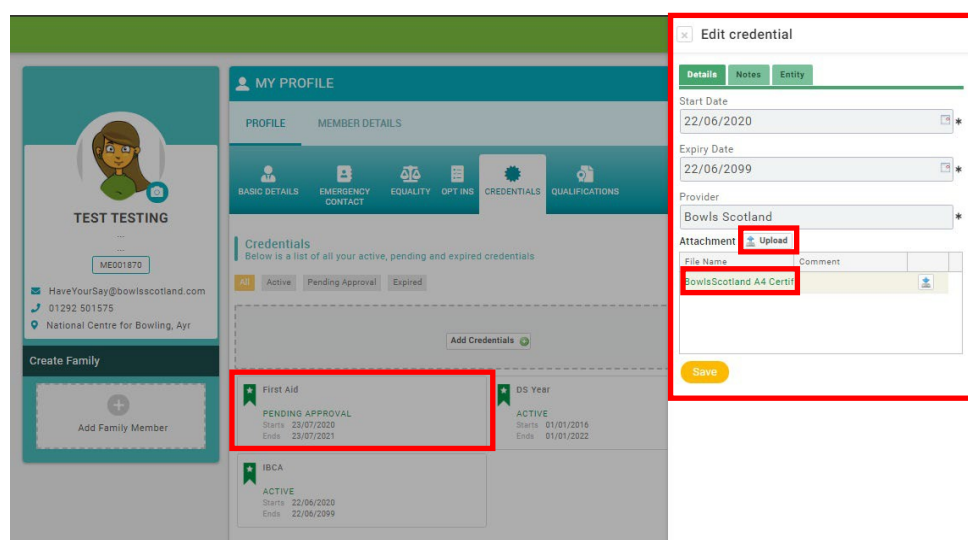 MY PROFILE
PROFILE MEMBER DETAILS
BASIC DETAILS
EMERGENCY CONTACT
EQUALITY
OPT INS
CREDENTIALS
QUALIFICATIONS
TEST TESTING
...
...
ME001870
HaveYourSay@bowlsscotland.com
01292 501575
National Centre for Bowling, Ayr
Create Family
Add Family Member
Credentials
Below is a list of all your active, pending and expired credentials
All Active Pending Approval Expired
Add Credentials
First Aid
PENDING APPROVAL
Starts 23/07/2020
Ends 23/07/2021
DS Year
ACTIVE
Starts 01/01/2016
Ends 01/01/2022
IBCA
ACTIVE
Starts 22/06/2020
Ends 22/06/2099
Edit credential
Details Notes Entity
Start Date
22/06/2020 *
Expiry Date
22/06/2099 *
Provider
Bowls Scotland *
Attachment Upload
File Name Comment
BowlsScotland A4 Certif
Save